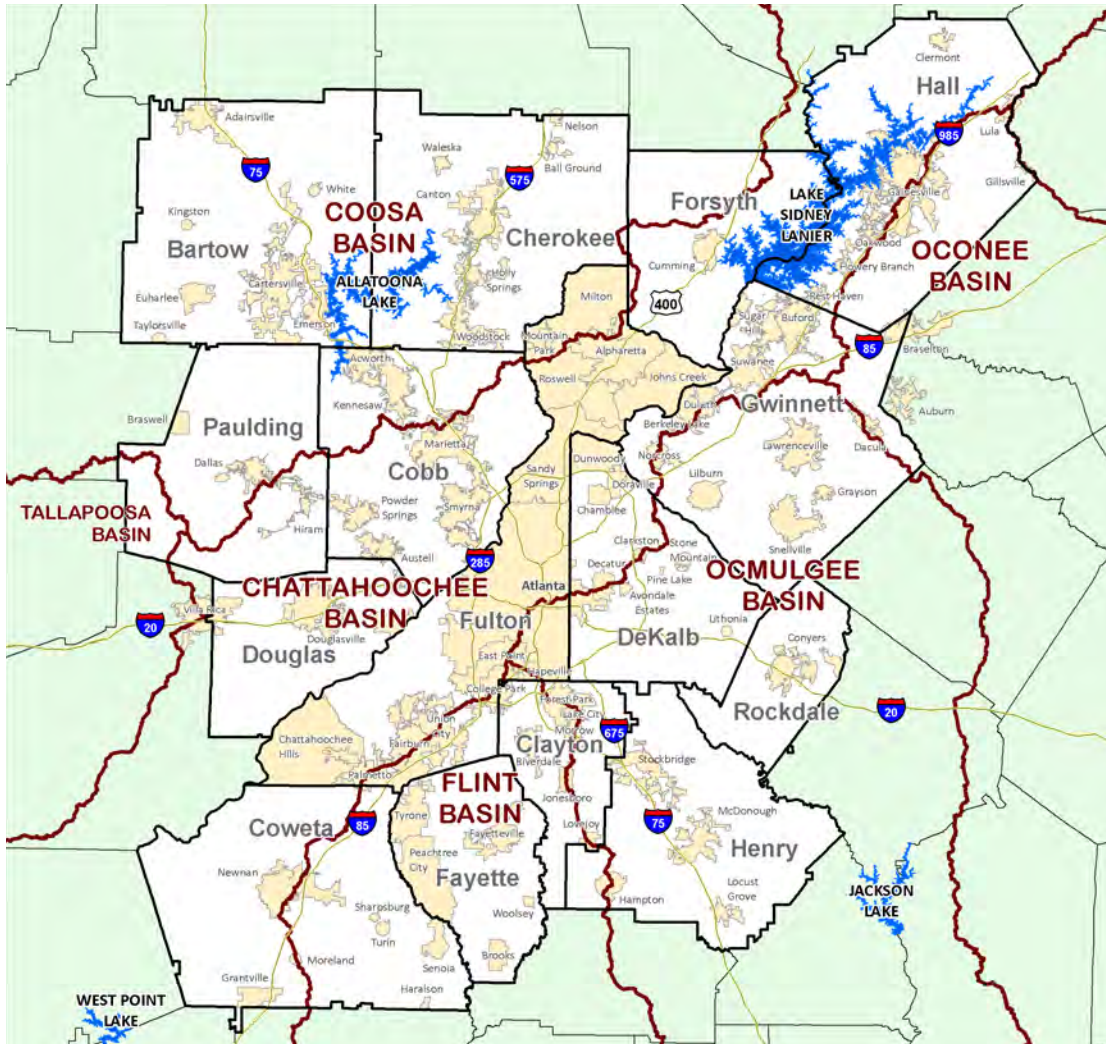 Clermont
Hall
Adairsville
Nelson
985
Lula
Waleska
Ball Ground
75
White
Canton
575
Gainesville
Gillsville
Forsyth
LAKE
SIDNEY
LANIER
Kingston
COOSA
BASIN
Bartow
Cherokee
Oakwood
OCONEE
BASIN
Cumming
Flowery Branch
Cartersville
ALLATOONA
LAKE
Holly
Springs
Euharlee
Milton
400
Rest Haven
Emerson
Sugar
Hill
Buford
Taylorsville
Woodstock
Mountain
Park
Alpharetta
85
Braselton
Acworth
Suwanee
Roswell
Johns Creek
Kennesaw
Duluth
Gwinnett
Auburn
Braswell
Paulding
Berkeley Lake
Marietta
Lawrenceville
Dacula
Dallas
Cobb
Sandy
Springs
Dunwoody
Norcross
Doraville
Lilburn
Grayson
TALLAPOOSA
BASIN
Powder
Springs
Smyrna
Chamblee
Hiram
Clarkston
Stone
Mountain
Snellville
Austell
285
Decatur
OCMULGEE
BASIN
CHATTAHOOCHEE
BASIN
Atlanta
Pine Lake
Avondale
Estates
Villa Rica
20
Fulton
Lithonia
Douglasville
DeKalb
Conyers
Douglas
East Point
Hapeville
College Park
Rockdale
20
Forest Park
Lake City
Morrow
Union
City
675
Chattahoochee
Hills
Fairburn
Clayton
Riverdale
Stockbridge
Palmetto
FLINT
BASIN
Jonesboro
Tyrone
McDonough
Coweta
85
Lovejoy
75
Fayetteville
Henry
Peachtree
City
Newnan
Fayette
Locust
Grove
JACKSON
LAKE
Hampton
Sharpsburg
Woolsey
Turin
Moreland
Senoia
Brooks
Grantville
Haralson
WEST POINT
LAKE